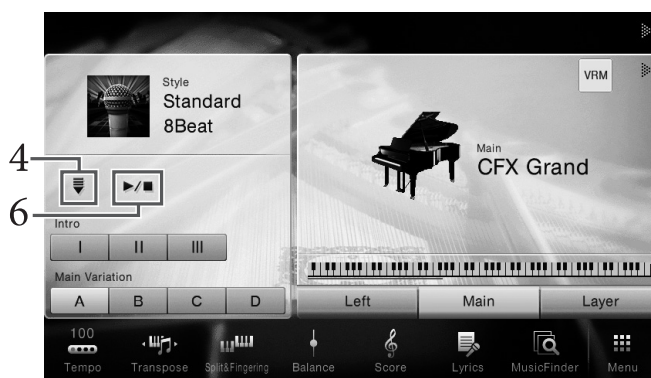 Style
Standard
8Beat
4
6
Intro
I II III
Main Variation
A B C D
VRM
Main
CFX Grand
Left Main Layer
100
Tempo Transpose Split&Fingering Balance Score Lyrics MusicFinder Menu